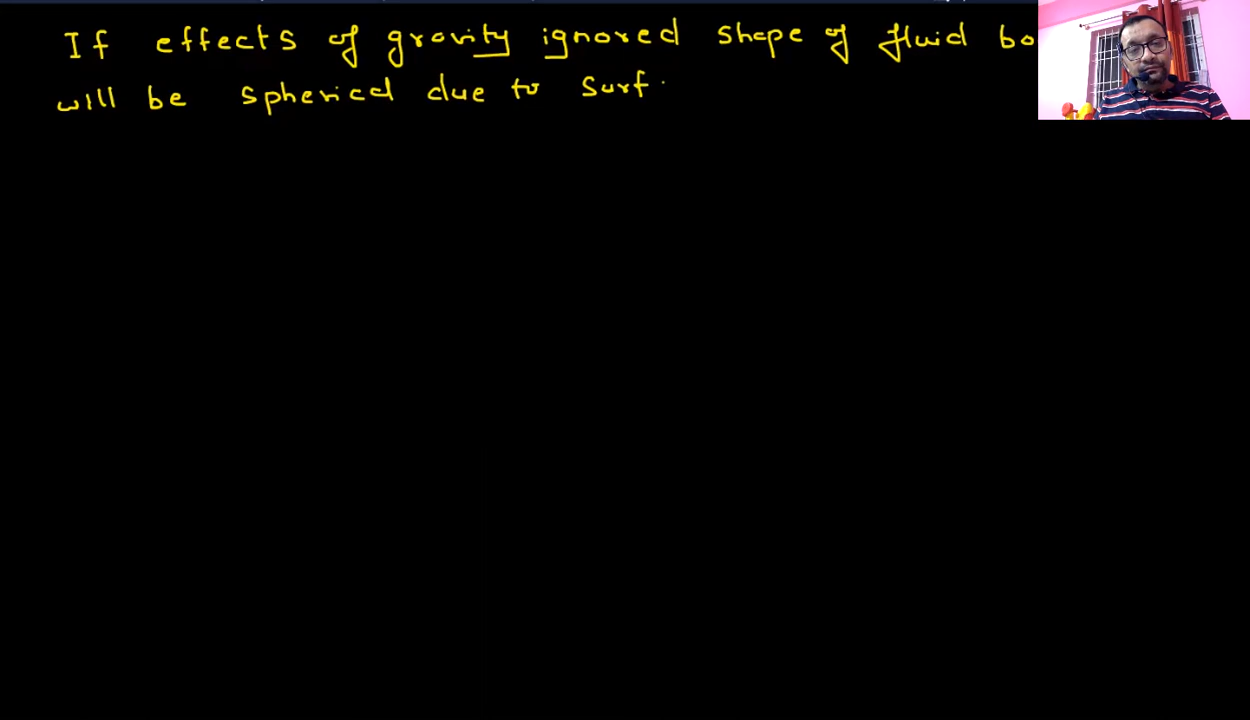 If effects of gravity ignored shape of fluid bo
will be spherical due to surf